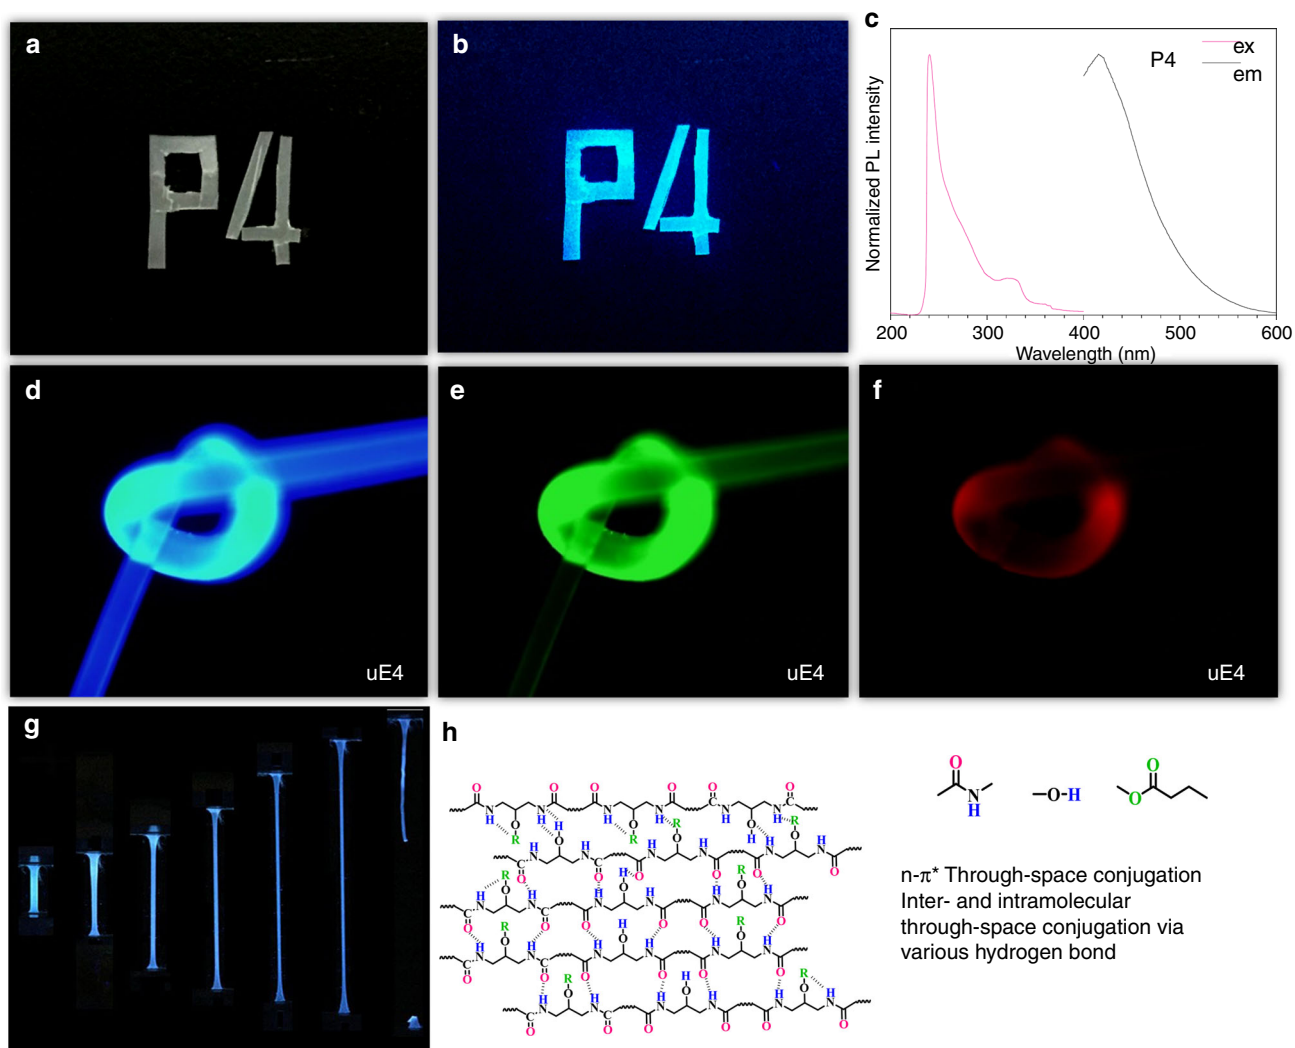 a
b
c
P4
P4
P4
ex
em
Normalized PL intensity
200
300
400
500
600
Wavelength (nm)
d
e
f
uE4
uE4
uE4
g
h
O
N
H
O-H
O
O
n-π* Through-space conjugation
Inter- and intramolecular
through-space conjugation via
various hydrogen bond